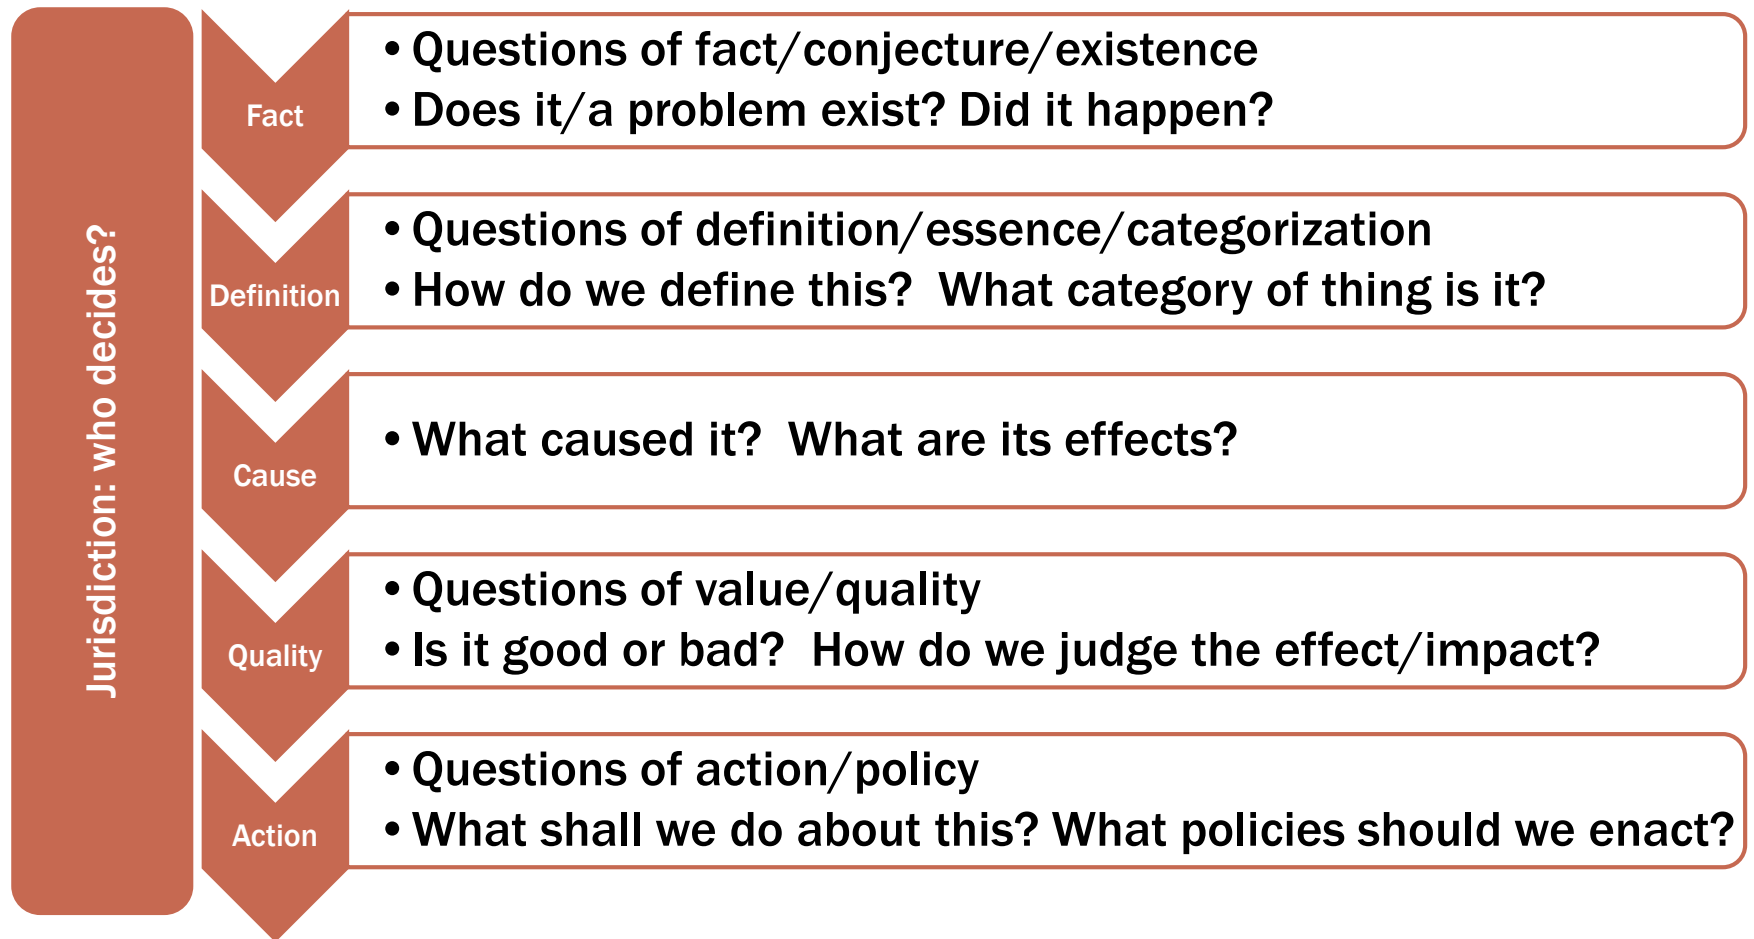 Jurisdiction: who decides?
Fact
• Questions of fact/conjecture/existence
• Does it/a problem exist? Did it happen?
Definition
• Questions of definition/essence/categorization
• How do we define this?  What category of thing is it?
Cause
• What caused it?  What are its effects?
Quality
• Questions of value/quality
• Is it good or bad?  How do we judge the effect/impact?
Action
• Questions of action/policy
• What shall we do about this? What policies should we enact?